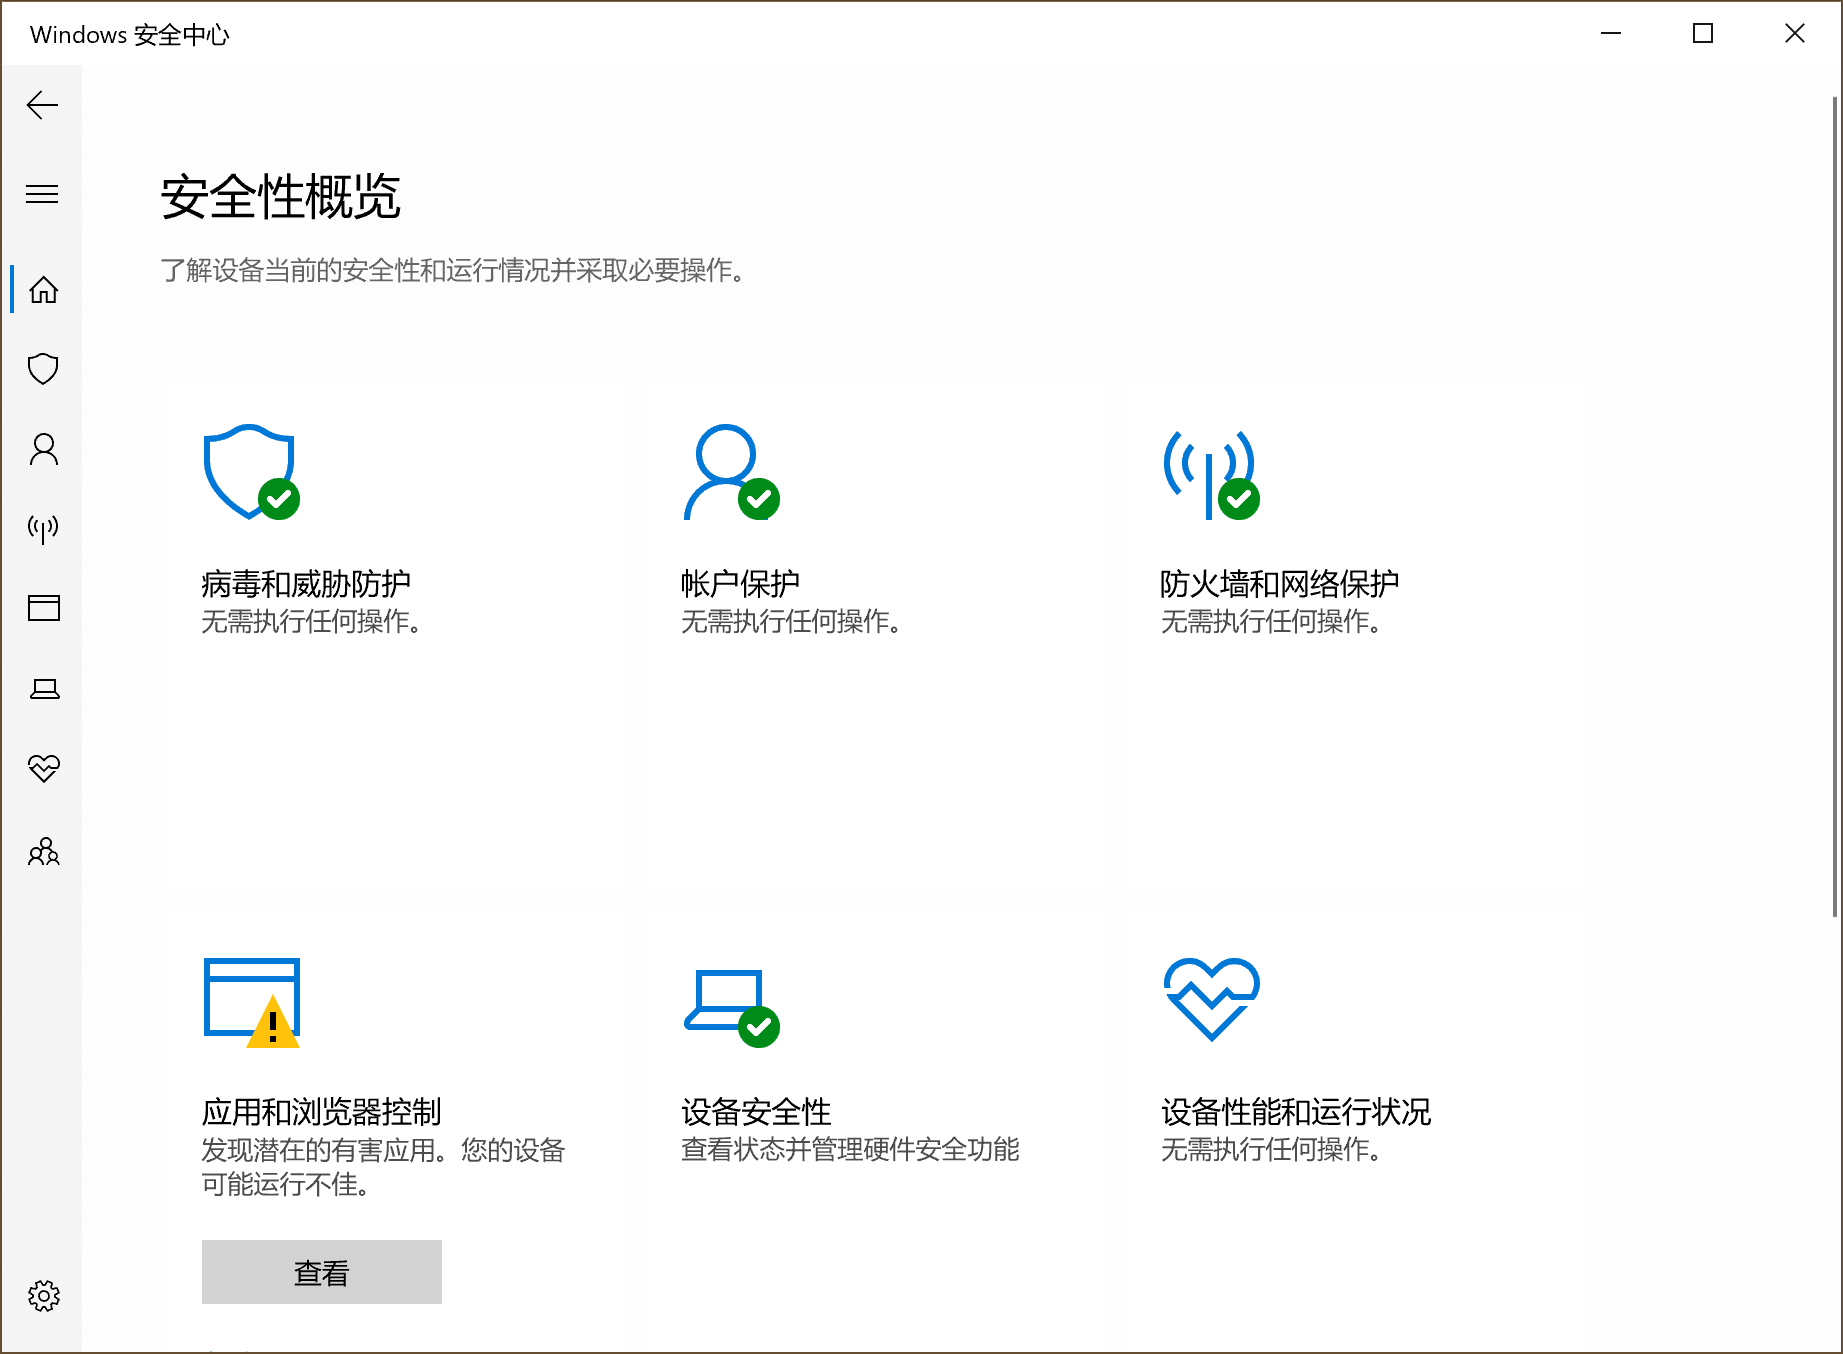 Windows 安全中心
安全性概览
了解设备当前的安全性和运行情况并采取必要操作。
病毒和威胁防护
无需执行任何操作。
帐户保护
无需执行任何操作。
防火墙和网络保护
无需执行任何操作。
应用和浏览器控制
发现潜在的有害应用。您的设备
可能运行不佳。
查看
设备安全性
查看状态并管理硬件安全功能
设备性能和运行状况
无需执行任何操作。